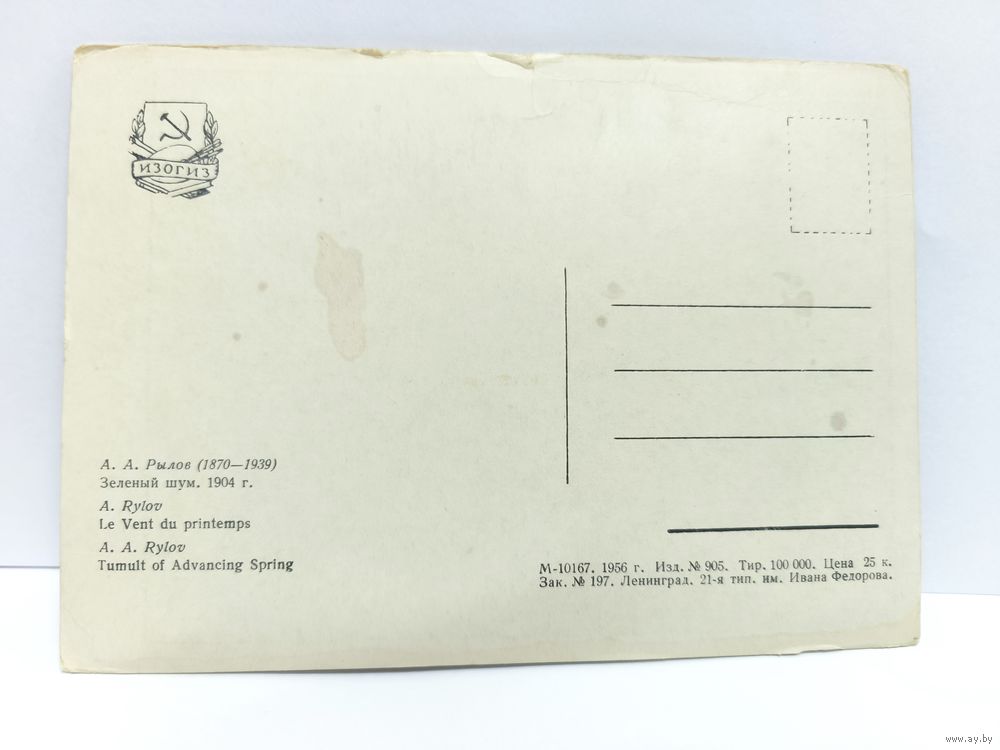 ИЗОГИЗ
А. А. Рылов (1870—1939)
Зеленый шум. 1904 г.
A. Rylov
Le Vent du printemps
A. A. Rylov
Tumult of Advancing Spring
М-10167. 1956 г. Изд. № 905. Тир. 100 000. Цена 25 к.
Зак. № 197. Ленинград. 21-я тип. им. Ивана Федорова.
www.ay.by